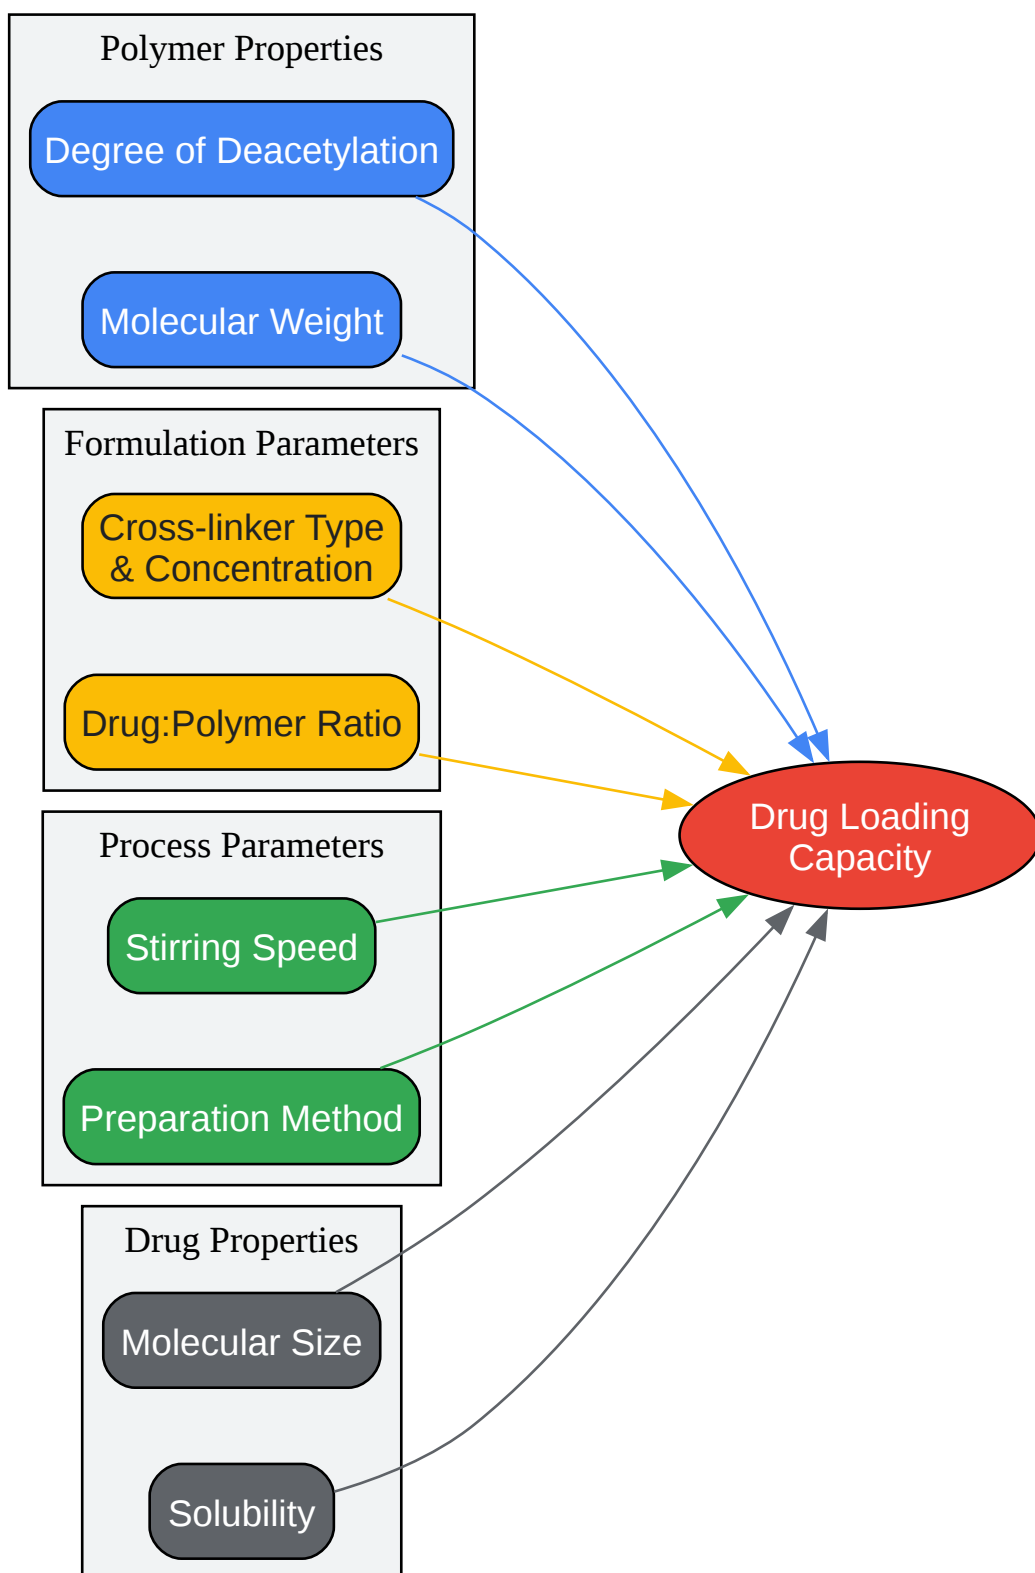 Polymer Properties
Degree of Deacetylation
Molecular Weight
Formulation Parameters
Cross-linker Type
& Concentration
Drug:Polymer Ratio
Process Parameters
Stirring Speed
Preparation Method
Drug Properties
Molecular Size
Solubility
Drug Loading
Capacity